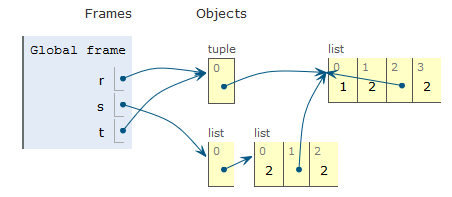 Frames Objects
Global frame
r
s
t
tuple
0
list
0 1 2 3
1 2 2
list
0
list
0 1 2
2 2